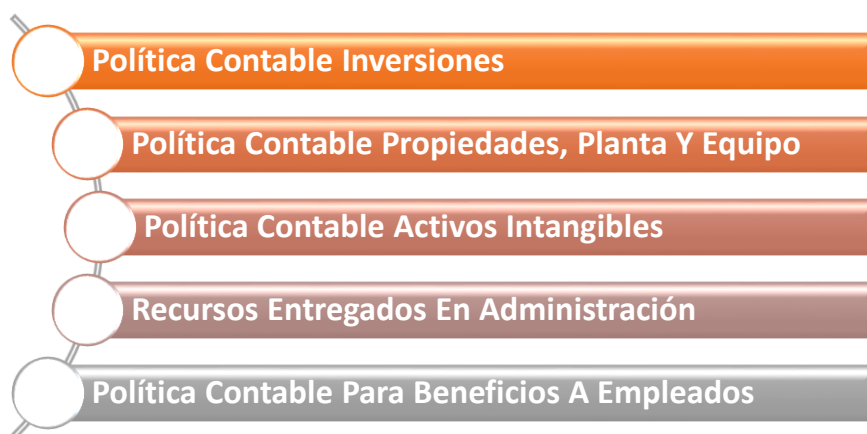 Política Contable Inversiones
Política Contable Propiedades, Planta Y Equipo
Política Contable Activos Intangibles
Recursos Entregados En Administración
Política Contable Para Beneficios A Empleados